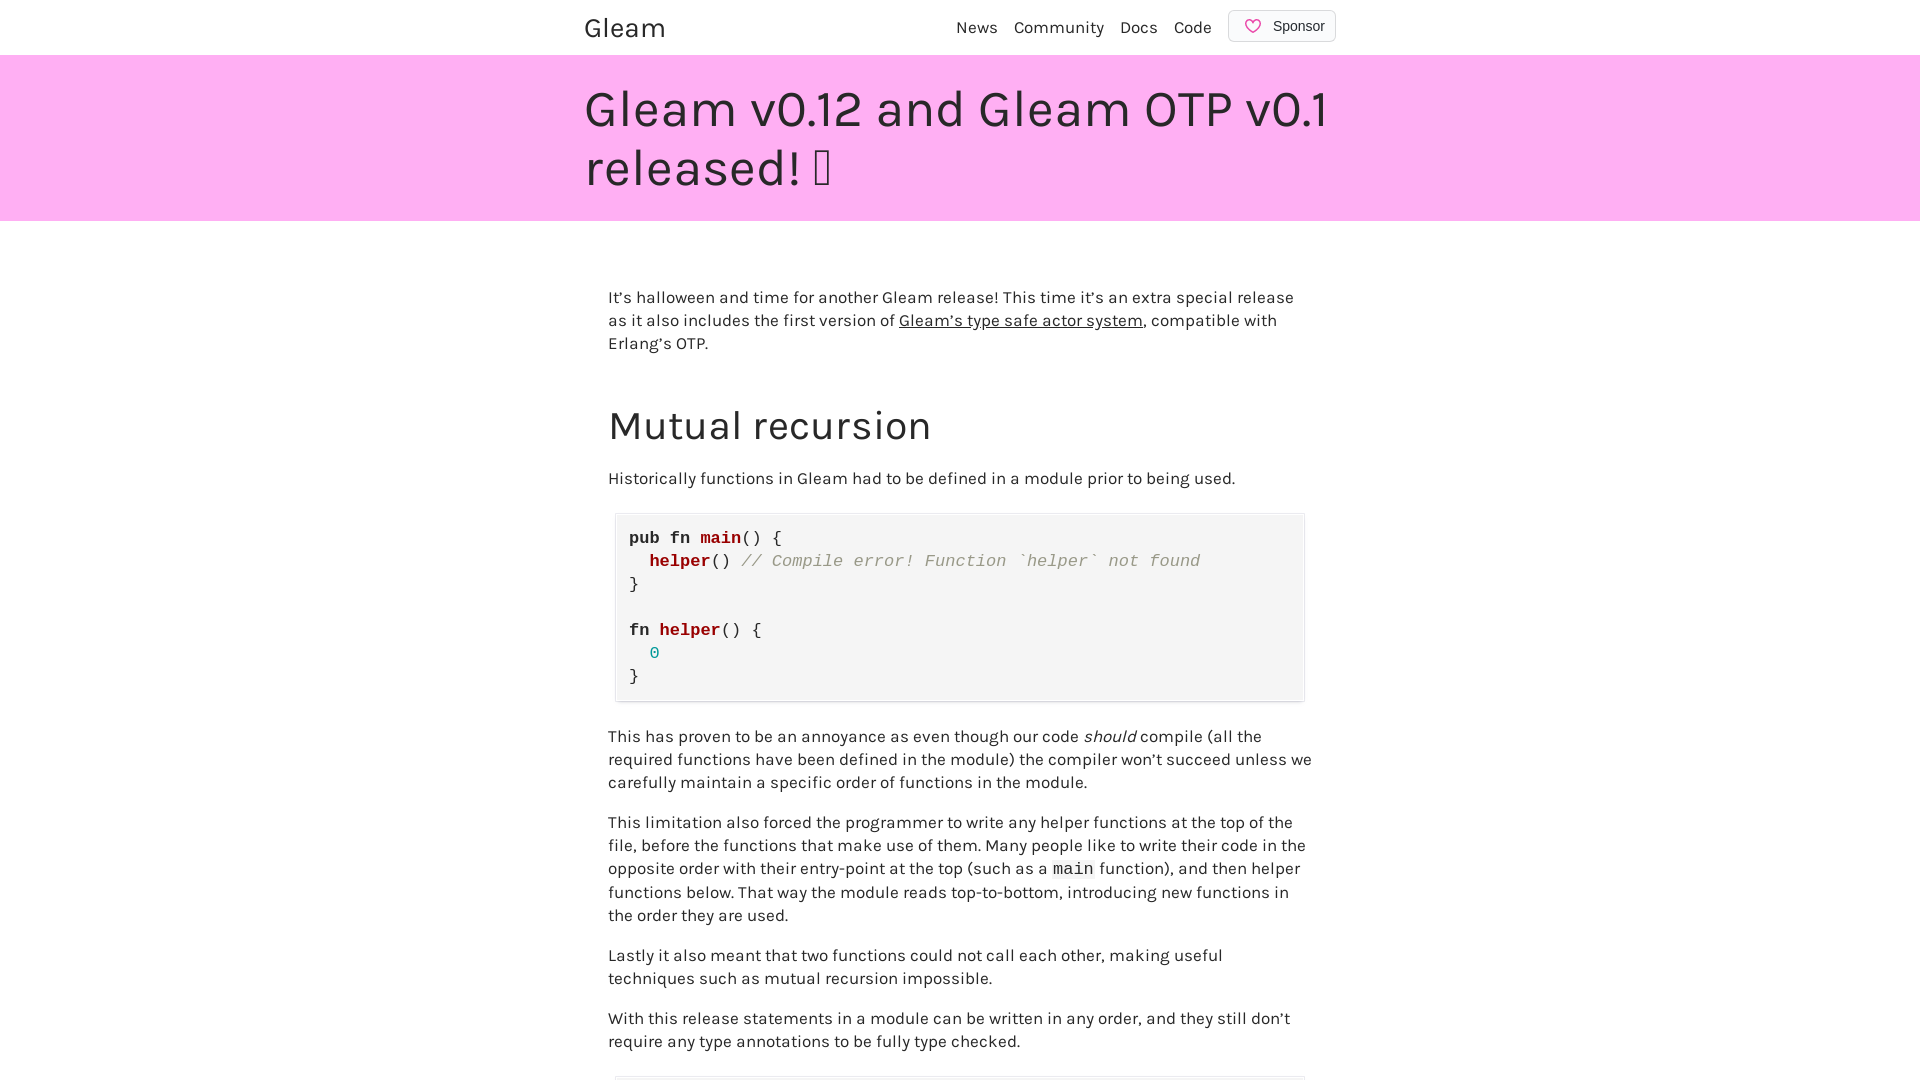 Gleam
News Community Docs Code Sponsor
Gleam v0.12 and Gleam OTP v0.1
released!
It’s halloween and time for another Gleam release! This time it’s an extra special release
as it also includes the first version of Gleam’s type safe actor system, compatible with
Erlang’s OTP.
Mutual recursion
Historically functions in Gleam had to be defined in a module prior to being used.
pub fn main() {
  helper() // Compile error! Function `helper` not found
}
fn helper() {
  0
}
This has proven to be an annoyance as even though our code should compile (all the
required functions have been defined in the module) the compiler won’t succeed unless we
carefully maintain a specific order of functions in the module.
This limitation also forced the programmer to write any helper functions at the top of the
file, before the functions that make use of them. Many people like to write their code in the
opposite order with their entry-point at the top (such as a main function), and then helper
functions below. That way the module reads top-to-bottom, introducing new functions in
the order they are used.
Lastly it also meant that two functions could not call each other, making useful
techniques such as mutual recursion impossible.
With this release statements in a module can be written in any order, and they still don’t
require any type annotations to be fully type checked.